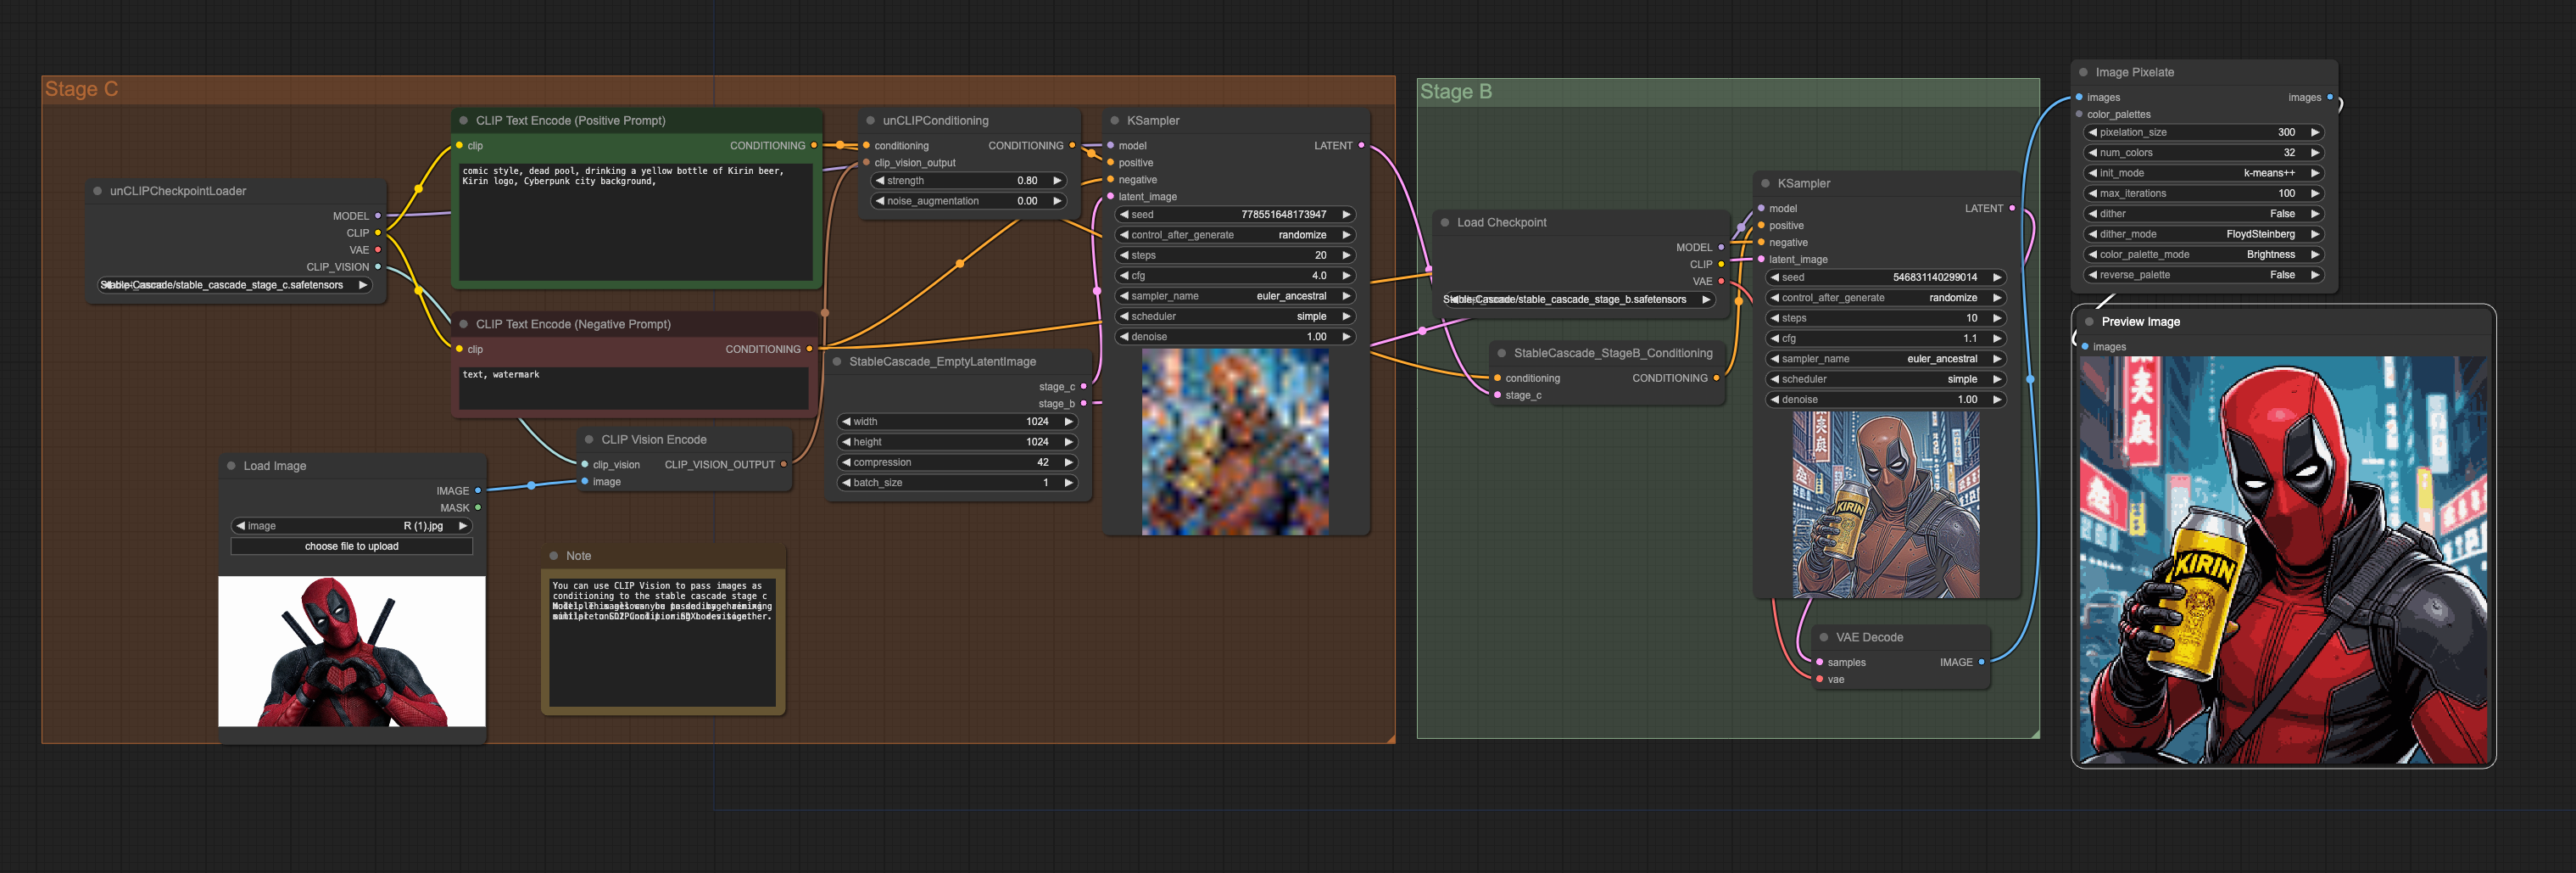 Stage C
unCLIPCheckpointLoader
MODEL
CLIP
VAE
CLIP_VISION
Stable-Cascade/stable_cascade_stage_c.safetensors
CLIP Text Encode (Positive Prompt)
clip CONDITIONING
comic style, dead pool, drinking a yellow bottle of Kirin beer,
Kirin logo, Cyberpunk city background,
CLIP Text Encode (Negative Prompt)
clip CONDITIONING
text, watermark
Load Image
IMAGE
MASK
image R (1).jpg
choose file to upload
CLIP Vision Encode
clip_vision CLIP_VISION_OUTPUT
image
Note
You can use CLIP Vision to pass images as
conditioning to the stable cascade stage c
unCLIPConditioning
conditioning CONDITIONING
clip_vision_output
strength 0.80
noise_augmentation 0.00
StableCascade_EmptyLatentImage
stage_c
stage_b
width 1024
height 1024
compression 42
batch_size 1
KSampler
model LATENT
positive
negative
latent_image
seed 778551648173947
control_after_generate randomize
steps 20
cfg 4.0
sampler_name euler_ancestral
scheduler simple
denoise 1.00
Stage B
Load Checkpoint
MODEL
CLIP
VAE
Stable-Cascade/stable_cascade_stage_b.safetensors
StableCascade_StageB_Conditioning
conditioning CONDITIONING
stage_c
KSampler
model LATENT
positive
negative
latent_image
seed 546831140299014
control_after_generate randomize
steps 10
cfg 1.1
sampler_name euler_ancestral
scheduler simple
denoise 1.00
KIRIN
VAE Decode
samples IMAGE
vae
Image Pixelate
images images
color_palettes
pixelation_size 300
num_colors 32
init_mode k-means++
max_iterations 100
dither False
dither_mode FloydSteinberg
color_palette_mode Brightness
reverse_palette False
Preview Image
images
KIRIN